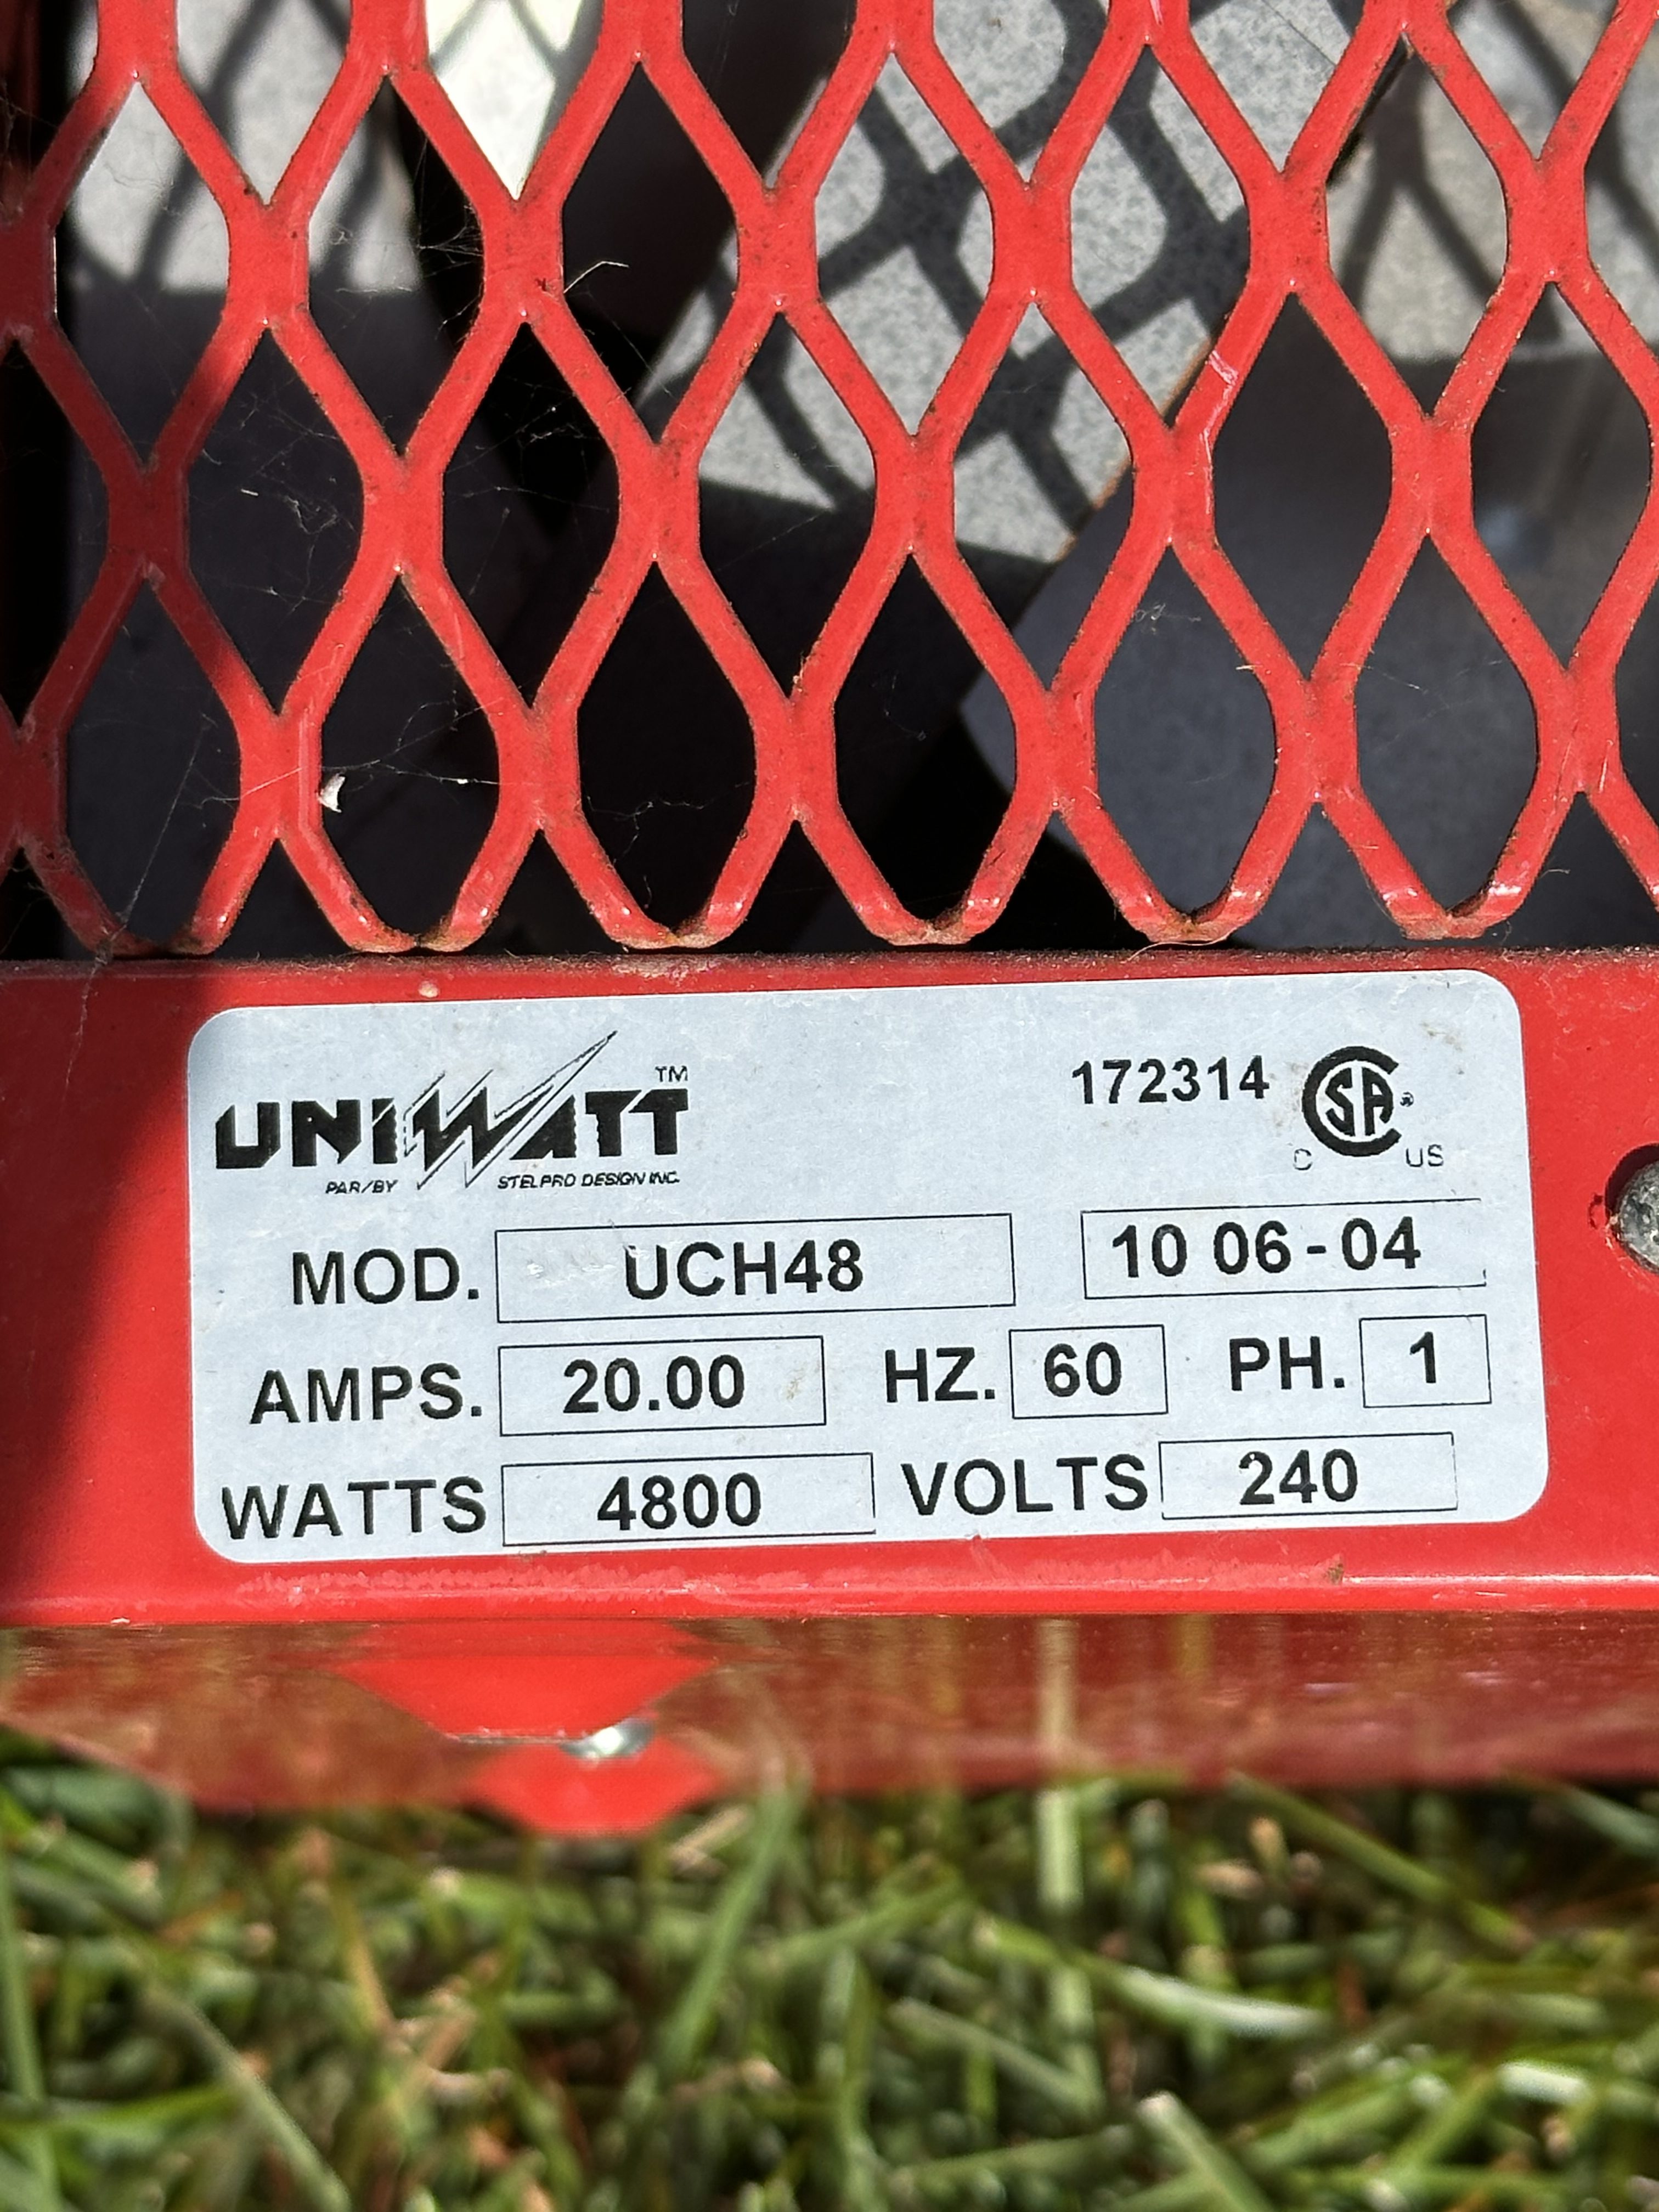 UNIWATT™
PAR/BY STELPRO DESIGN INC.
172314 CSA®
C US
MOD. UCH48 10 06-04
AMPS. 20.00 HZ. 60 PH. 1
WATTS 4800 VOLTS 240